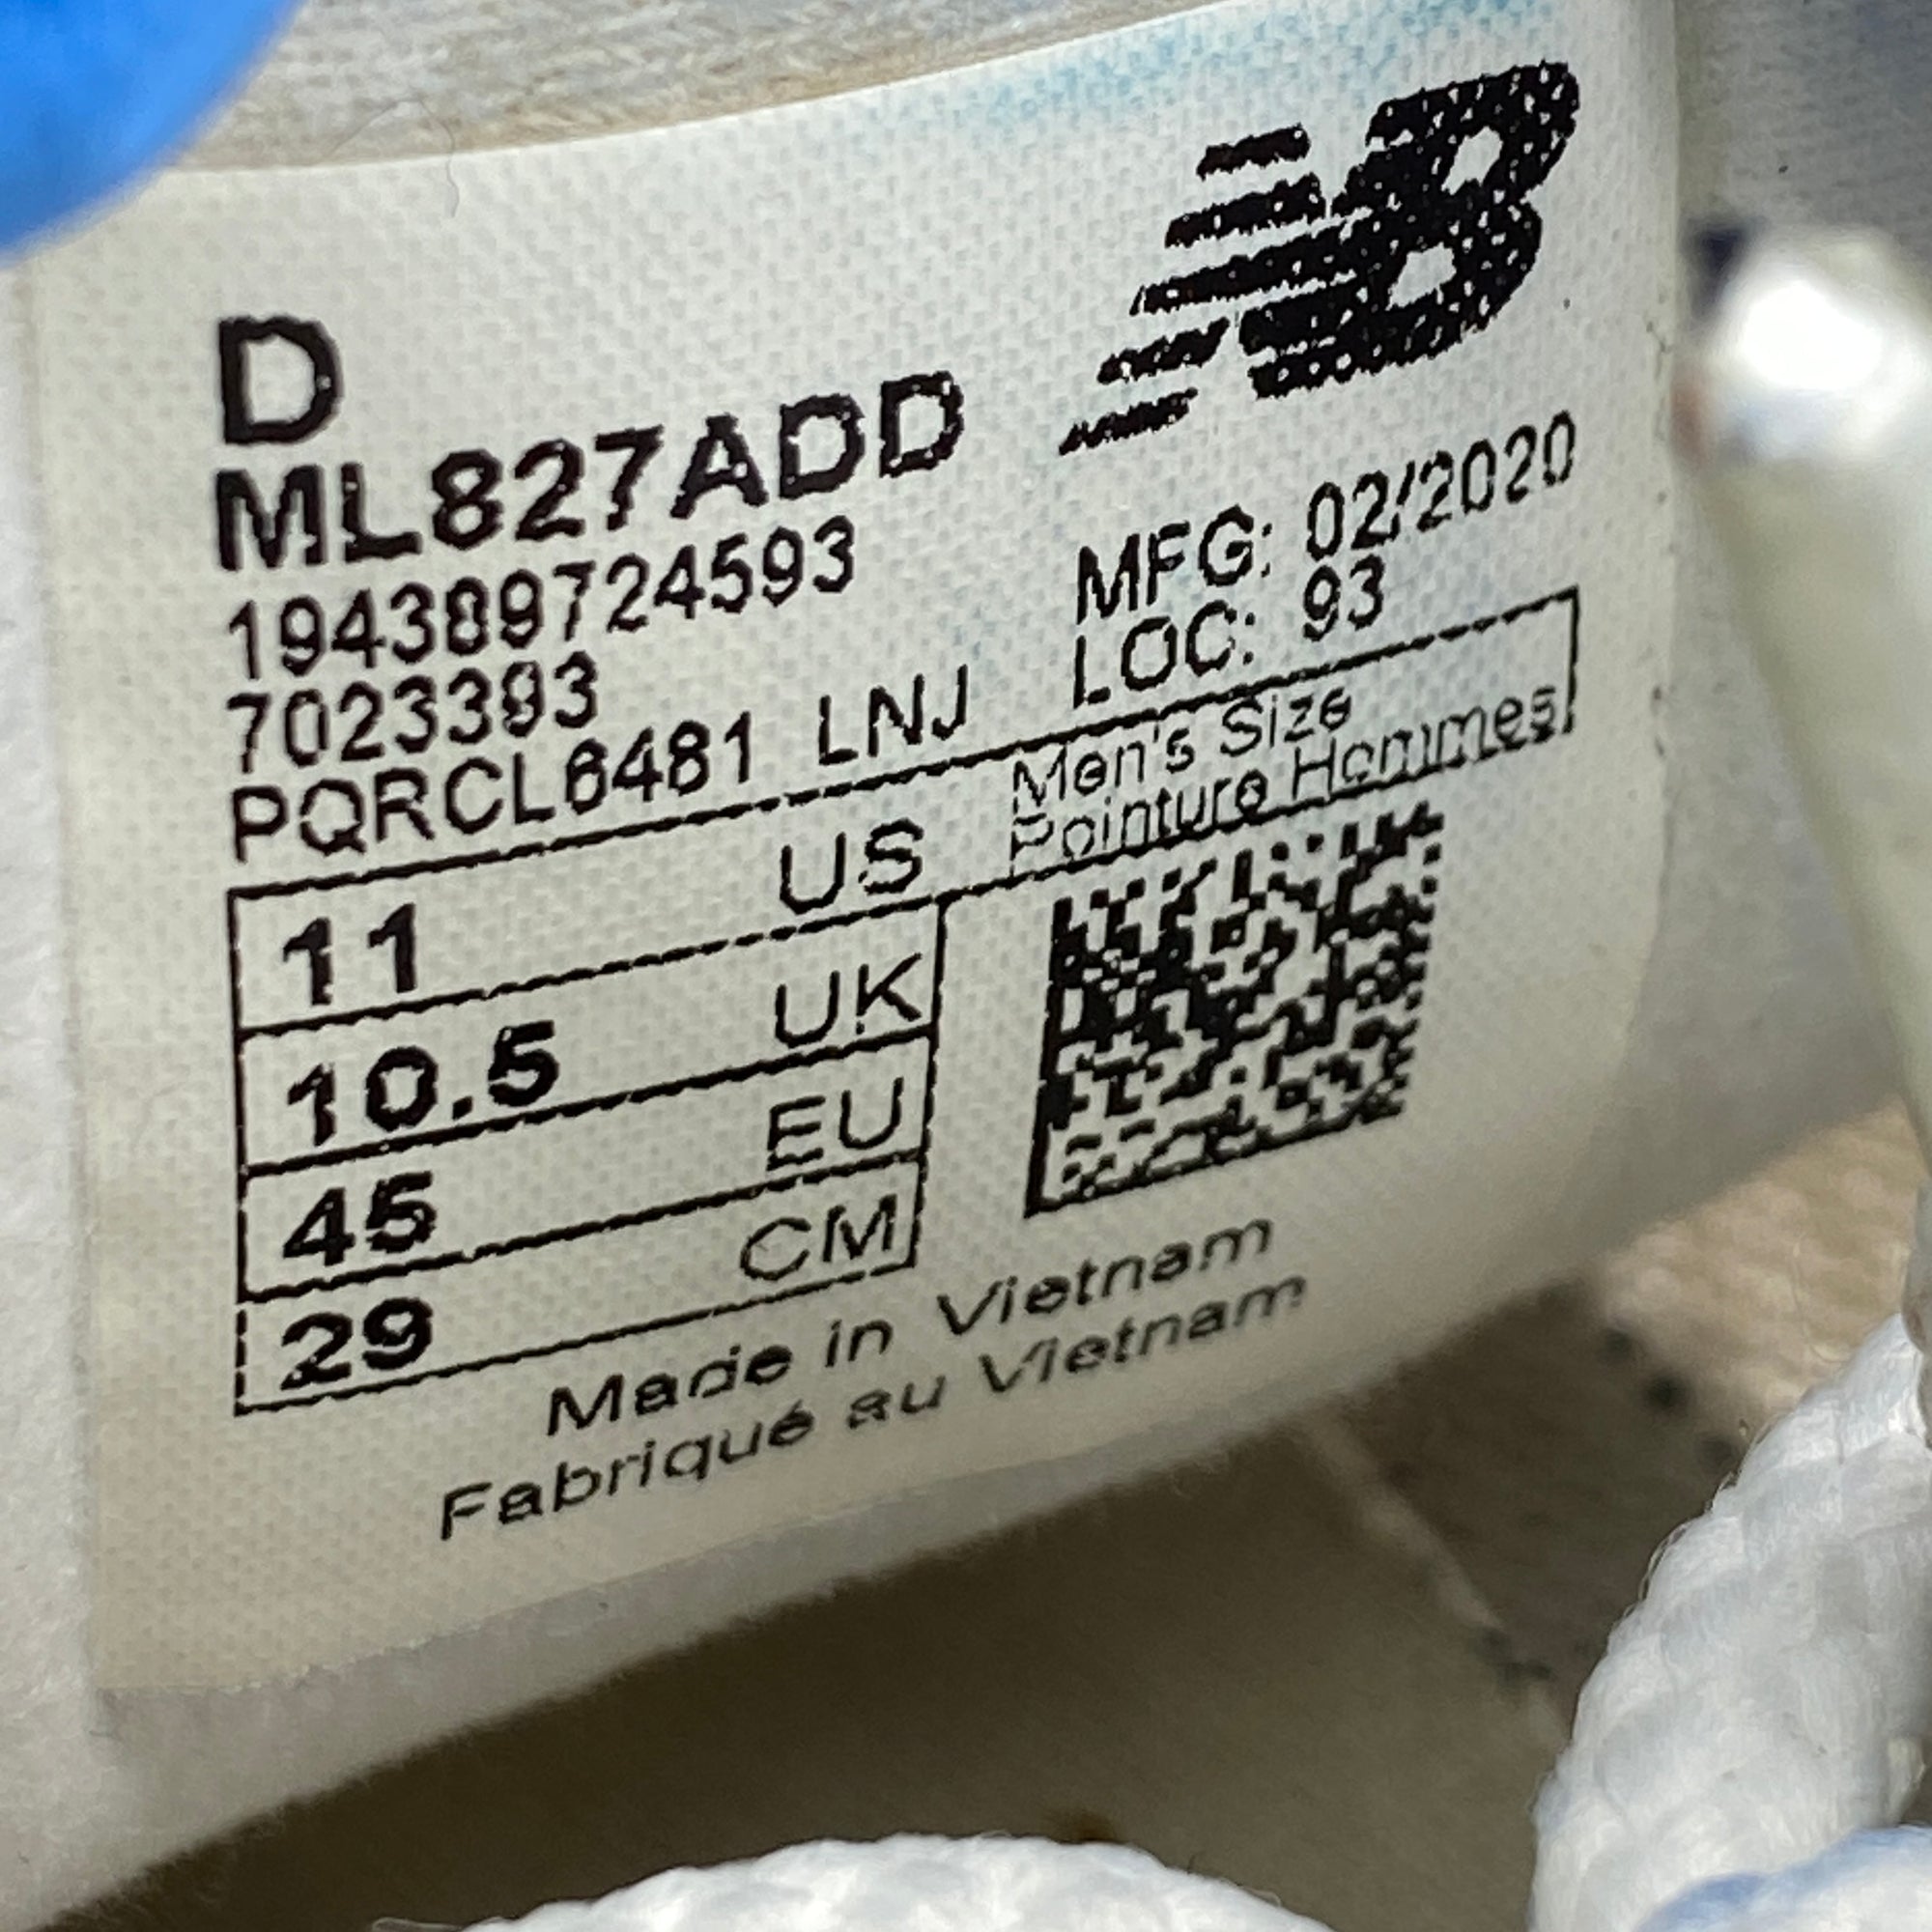 NB
D
ML827ADD
194389724593
7023393
PQRCL6481 LNJ
MFG: 02/2020
LOC: 93
Men's Size
Pointure Hommes
11 US
10.5 UK
45 EU
29 CM
Made in Vietnam
Fabriqué au Vietnam